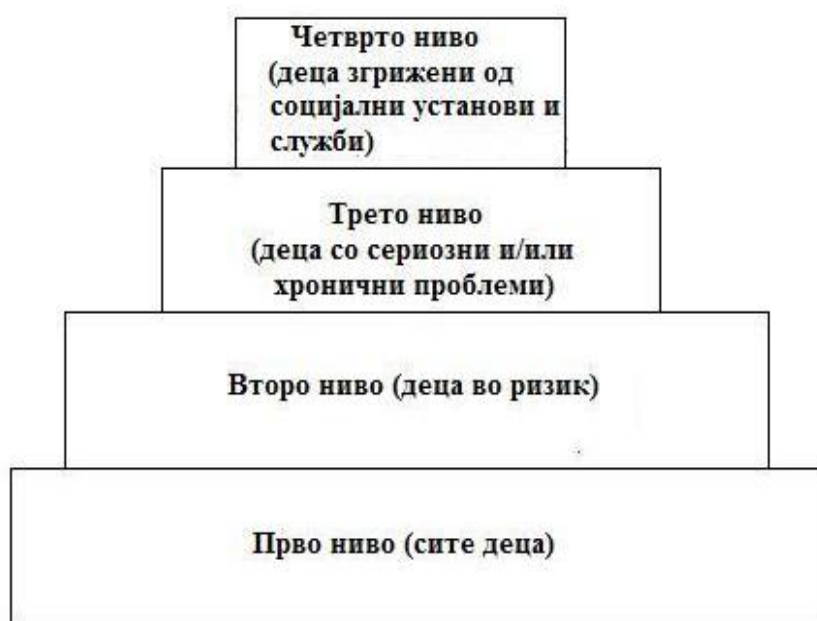 Четврто ниво
(деца згрижени од
социјални установи и
служби)
Трето ниво
(деца со сериозни и/или
хронични проблеми)
Второ ниво (деца во ризик)
Прво ниво (сите деца)